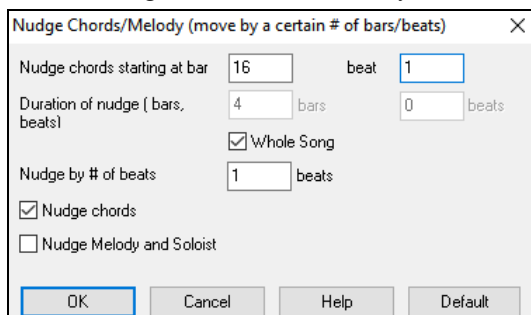 Nudge Chords/Melody (move by a certain # of bars/beats)
Nudge chords starting at bar 16 beat 1
Duration of nudge ( bars, 4 bars 0 beats
beats)
Whole Song
Nudge by # of beats 1 beats
Nudge chords
Nudge Melody and Soloist
OK Cancel Help Default